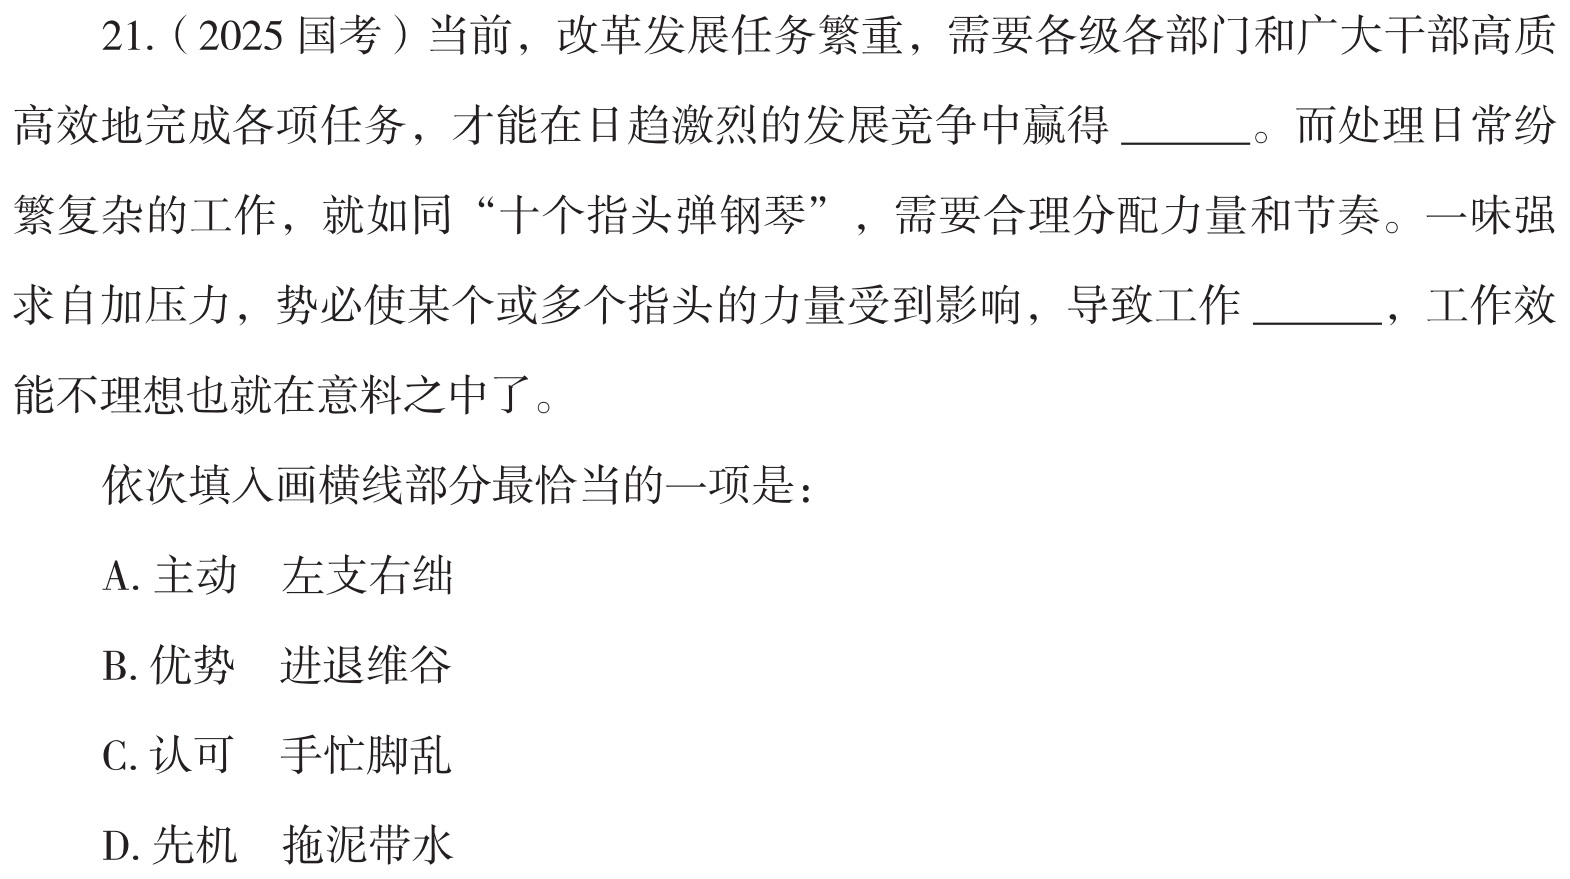 21.（2025 国考）当前，改革发展任务繁重，需要各级各部门和广大干部高质
高效地完成各项任务，才能在日趋激烈的发展竞争中赢得 ______。而处理日常纷
繁复杂的工作，就如同“十个指头弹钢琴”，需要合理分配力量和节奏。一味强
求自加压力，势必使某个或多个指头的力量受到影响，导致工作 ______，工作效
能不理想也就在意料之中了。
依次填入画横线部分最恰当的一项是：
A. 主动　左支右绌
B. 优势　进退维谷
C. 认可　手忙脚乱
D. 先机　拖泥带水